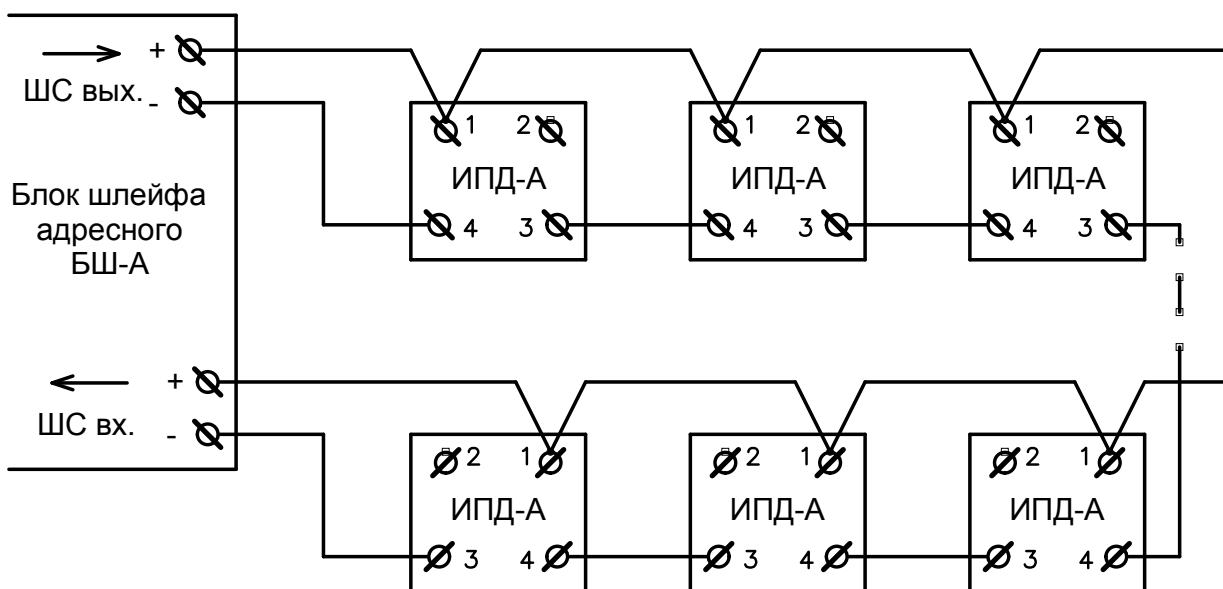 +
ШС вых.
-
Блок шлейфа
адресного
БШ-А
+
ШС вх.
-
1 2
ИПД-А
4 3
1 2
ИПД-А
4 3
1 2
ИПД-А
4 3
2 1
ИПД-А
3 4
2 1
ИПД-А
3 4
2 1
ИПД-А
3 4